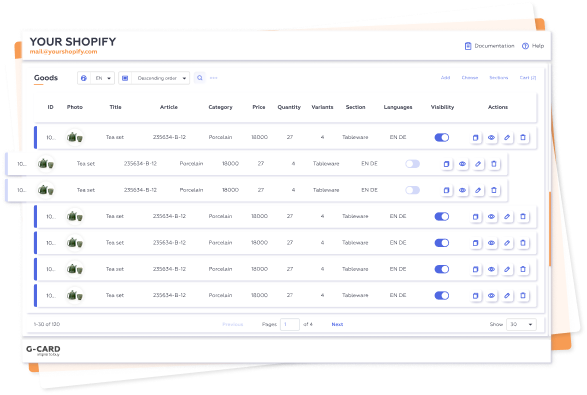 YOUR SHOPIFY
mail@yourshopify.com
Documentation Help
Goods EN Descending order Add Choose Sections Cart (0)
ID Photo Title Article Category Price Quantity Variants Section Languages Visibility Actions
10... Tea set 235634-B-12 Porcelain 18000 27 4 Tableware EN DE
10... Tea set 235634-B-12 Porcelain 18000 27 4 Tableware EN DE
10... Tea set 235634-B-12 Porcelain 18000 27 4 Tableware EN DE
10... Tea set 235634-B-12 Porcelain 18000 27 4 Tableware EN DE
10... Tea set 235634-B-12 Porcelain 18000 27 4 Tableware EN DE
10... Tea set 235634-B-12 Porcelain 18000 27 4 Tableware EN DE
10... Tea set 235634-B-12 Porcelain 18000 27 4 Tableware EN DE
Previous Pages 1 of 4 Next Show 30
G-CARD